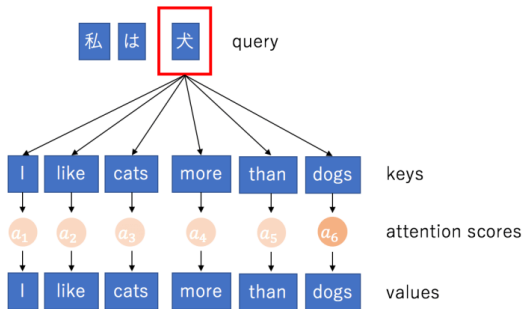 私 は 犬 query
I like cats more than dogs keys
a₁ a₂ a₃ a₄ a₅ a₆ attention scores
I like cats more than dogs values